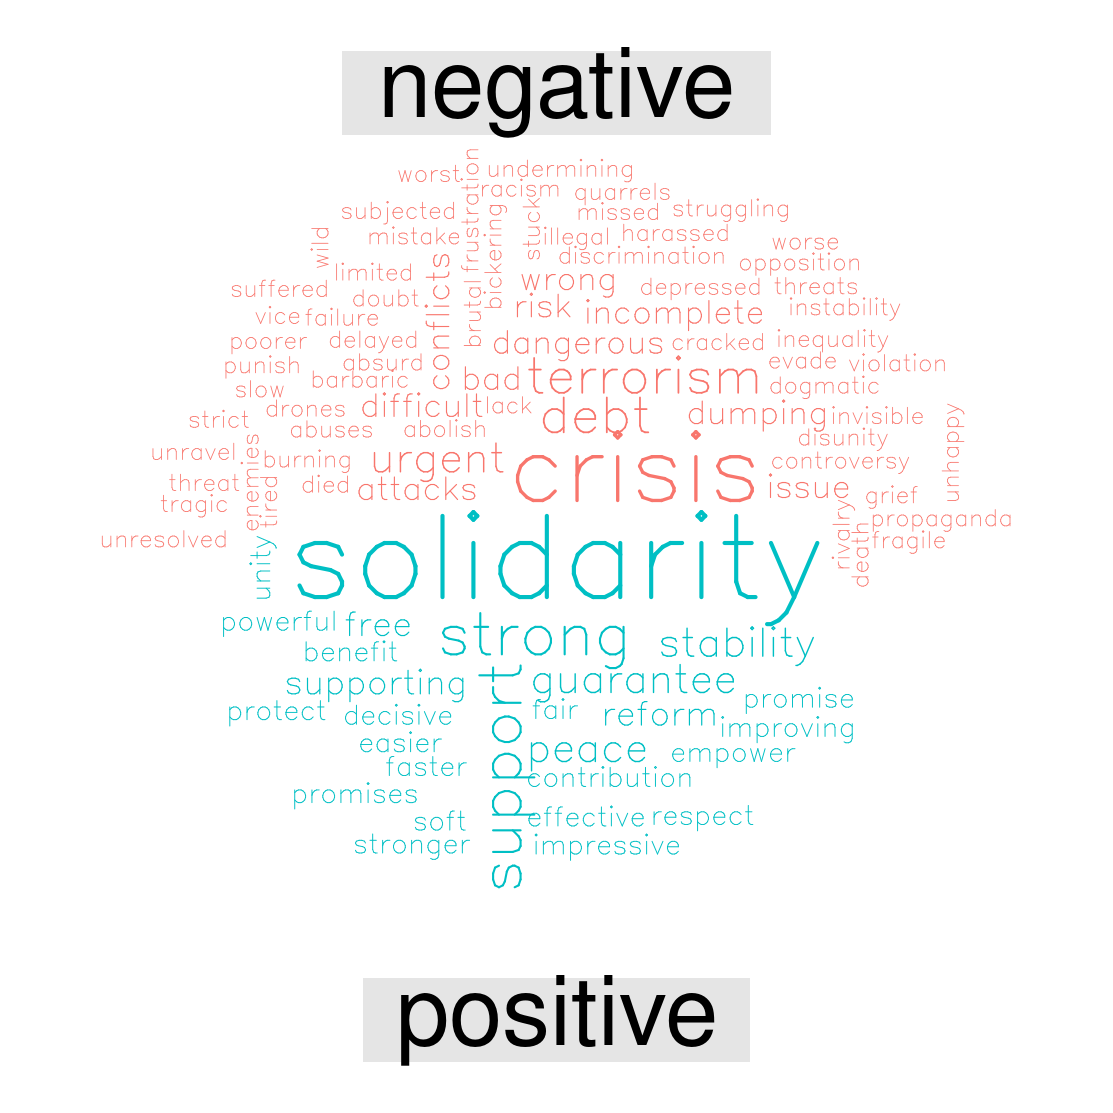 negative
worst
frustration
undermining
racism
quarrels
subjected
stuck
missed
struggling
wild
mistake
bickering
illegal
harassed
worse
limited
conflicts
discrimination
opposition
suffered
doubt
brutal
wrong
depressed
threats
vice
failure
risk
incomplete
instability
poorer
delayed
dangerous
cracked
inequality
punish
absurd
evade
violation
slow
barbaric
bad
terrorism
dogmatic
strict
drones
difficult
lack
debt
dumping
invisible
abuses
abolish
disunity
unhappy
unravel
enemies
burning
urgent
crisis
controversy
threat
tired
died
attacks
issue
grief
tragic
rivalry
propaganda
unresolved
death
fragile
unity
solidarity
powerful
free
strong
stability
benefit
supporting
support
guarantee
promise
protect
decisive
fair
reform
improving
easier
peace
empower
faster
contribution
promises
soft
effective
respect
stronger
impressive
positive